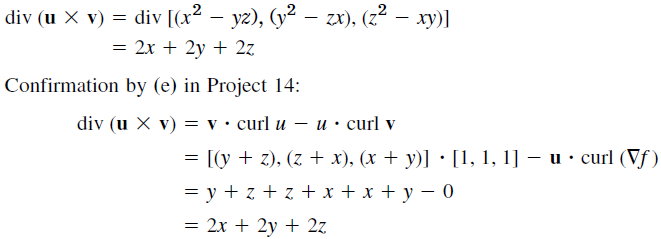 div (u × v) = div [(x² − yz), (y² − zx), (z² − xy)]
= 2x + 2y + 2z
Confirmation by (e) in Project 14:
div (u × v) = v · curl u − u · curl v
= [(y + z), (z + x), (x + y)] · [1, 1, 1] − u · curl (∇f)
= y + z + z + x + x + y − 0
= 2x + 2y + 2z